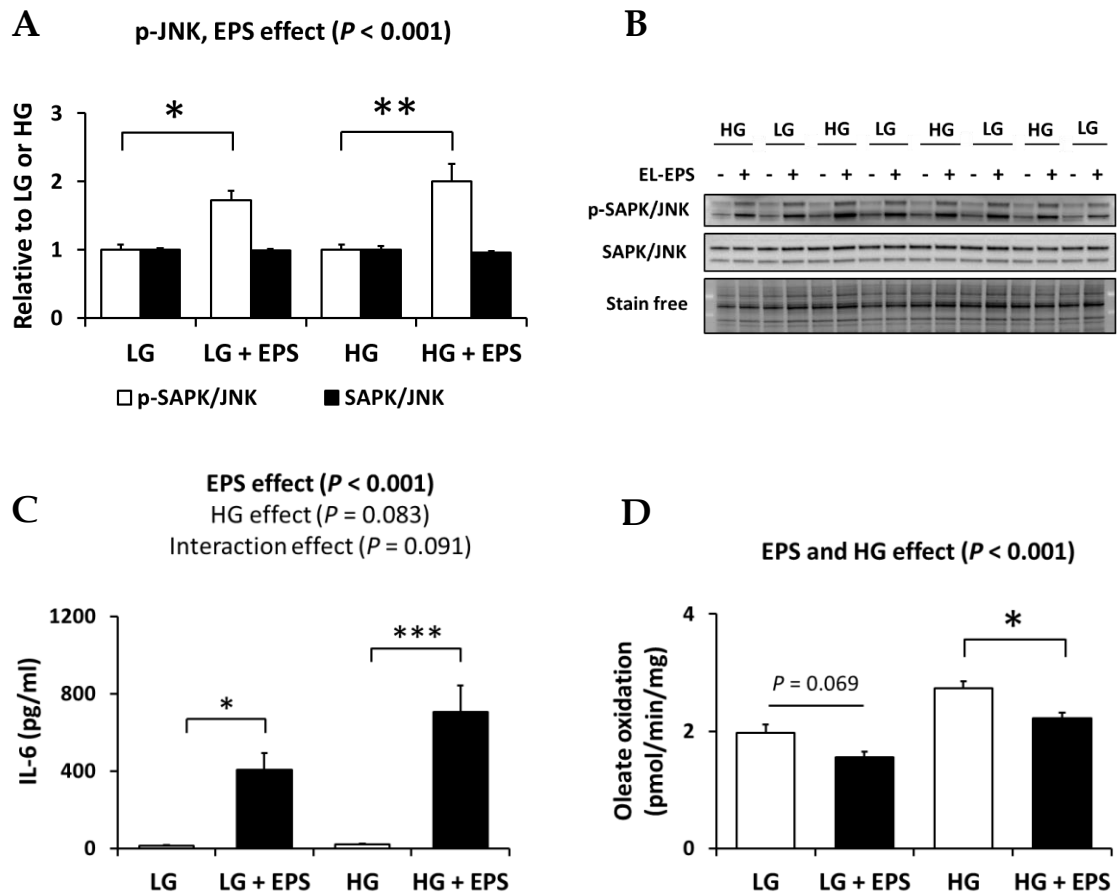 A
p-JNK, EPS effect (P < 0.001)
Relative to LG or HG
3
2
1
0
*
**
LG
LG + EPS
HG
HG + EPS
p-SAPK/JNK
SAPK/JNK
B
HG LG HG LG HG LG HG LG
EL-EPS - + - + - + - + - + - + - + - +
p-SAPK/JNK
SAPK/JNK
Stain free
C
EPS effect (P < 0.001)
HG effect (P = 0.083)
Interaction effect (P = 0.091)
IL-6 (pg/ml)
1200
800
400
0
*
***
LG
LG + EPS
HG
HG + EPS
D
EPS and HG effect (P < 0.001)
Oleate oxidation
(pmol/min/mg)
4
2
0
P = 0.069
*
LG
LG + EPS
HG
HG + EPS